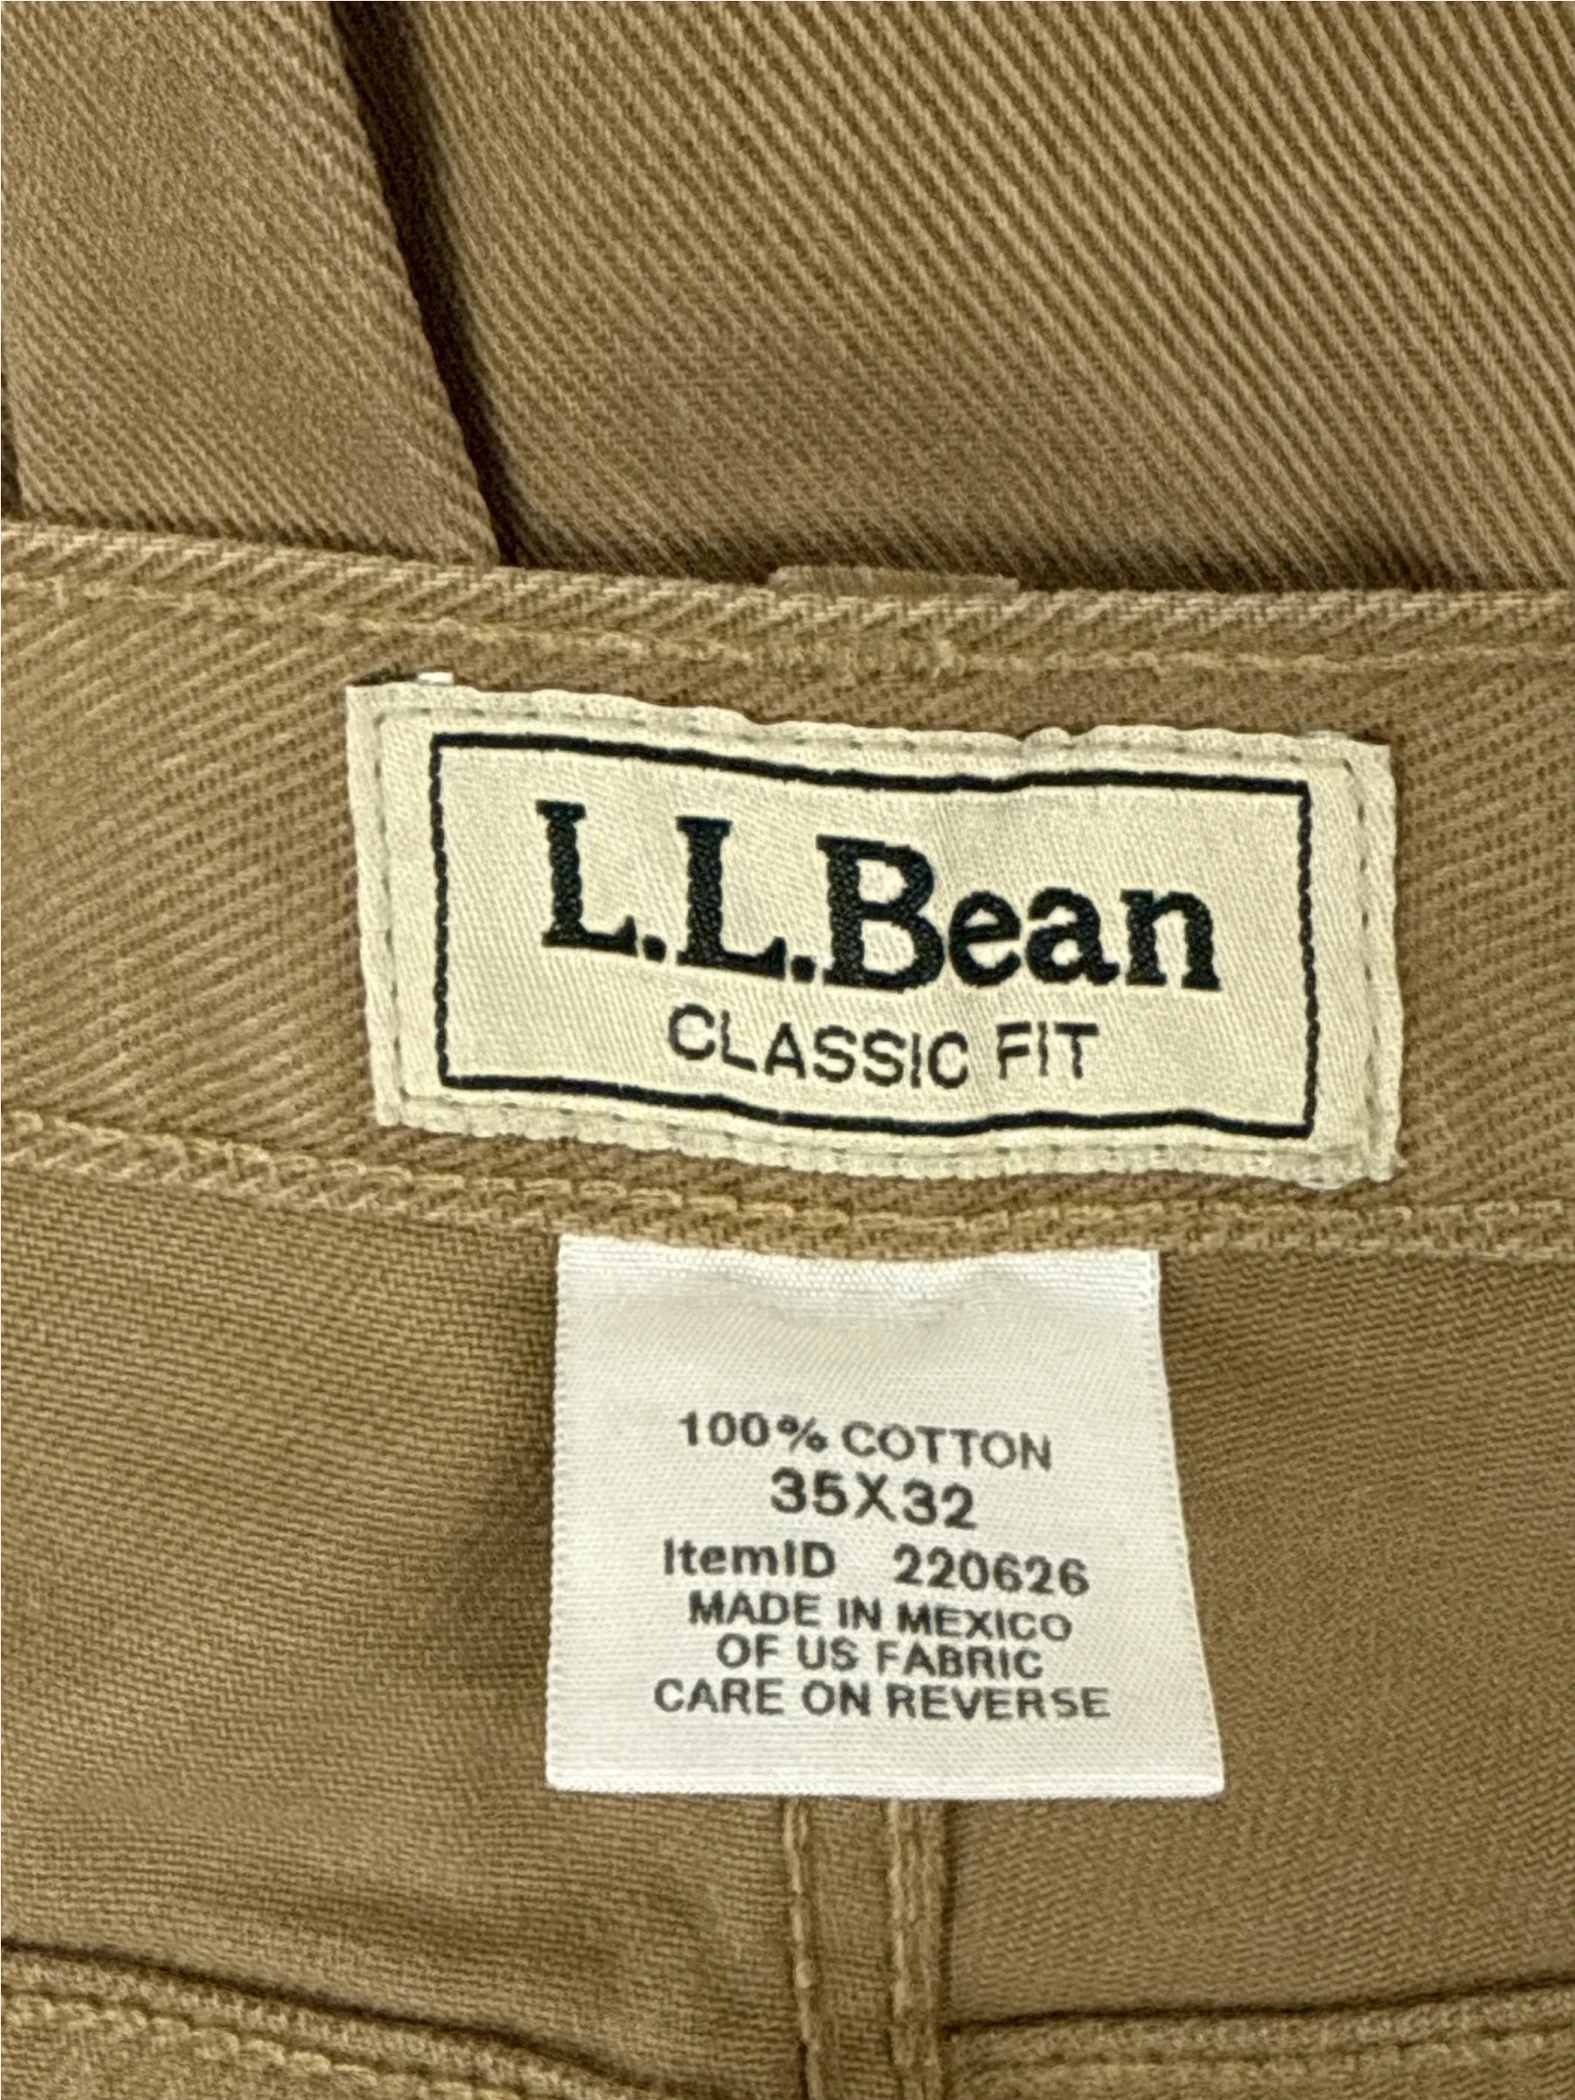 L.L.Bean
CLASSIC FIT
100% COTTON
35X32
ItemID 220626
MADE IN MEXICO
OF US FABRIC
CARE ON REVERSE